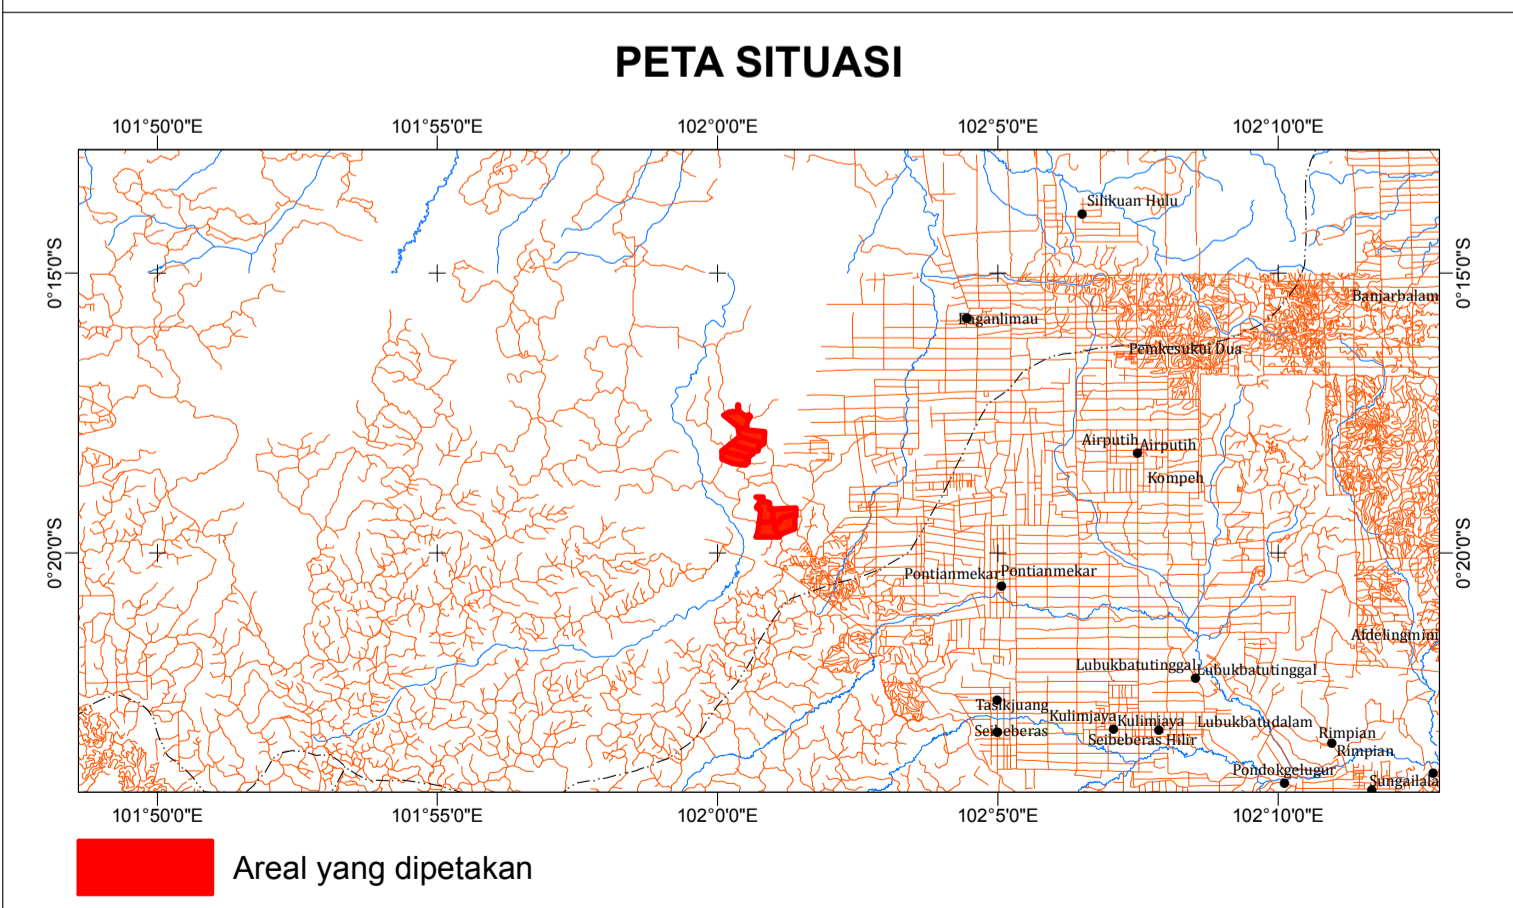 PETA SITUASI
101°50'0"E 101°55'0"E 102°0'0"E 102°5'0"E 102°10'0"E
0°15'0"S 0°15'0"S
Silikuan Hulu
Banjarbalam
Baganlimau
Pemkesukui Dua
Airputih Airputih
Kompeh
0°20'0"S 0°20'0"S
Pontianmekar Pontianmekar
Afdelingmini
Lubukbatutinggal Lubukbatutinggal
Tasikjuang
Kulimjaya Kulimjaya Lubukbatudalam
Seibeberas Seibeberas Hilir Rimpian
Rimpian
Pondokgelugur
Sungailala
101°50'0"E 101°55'0"E 102°0'0"E 102°5'0"E 102°10'0"E
Areal yang dipetakan